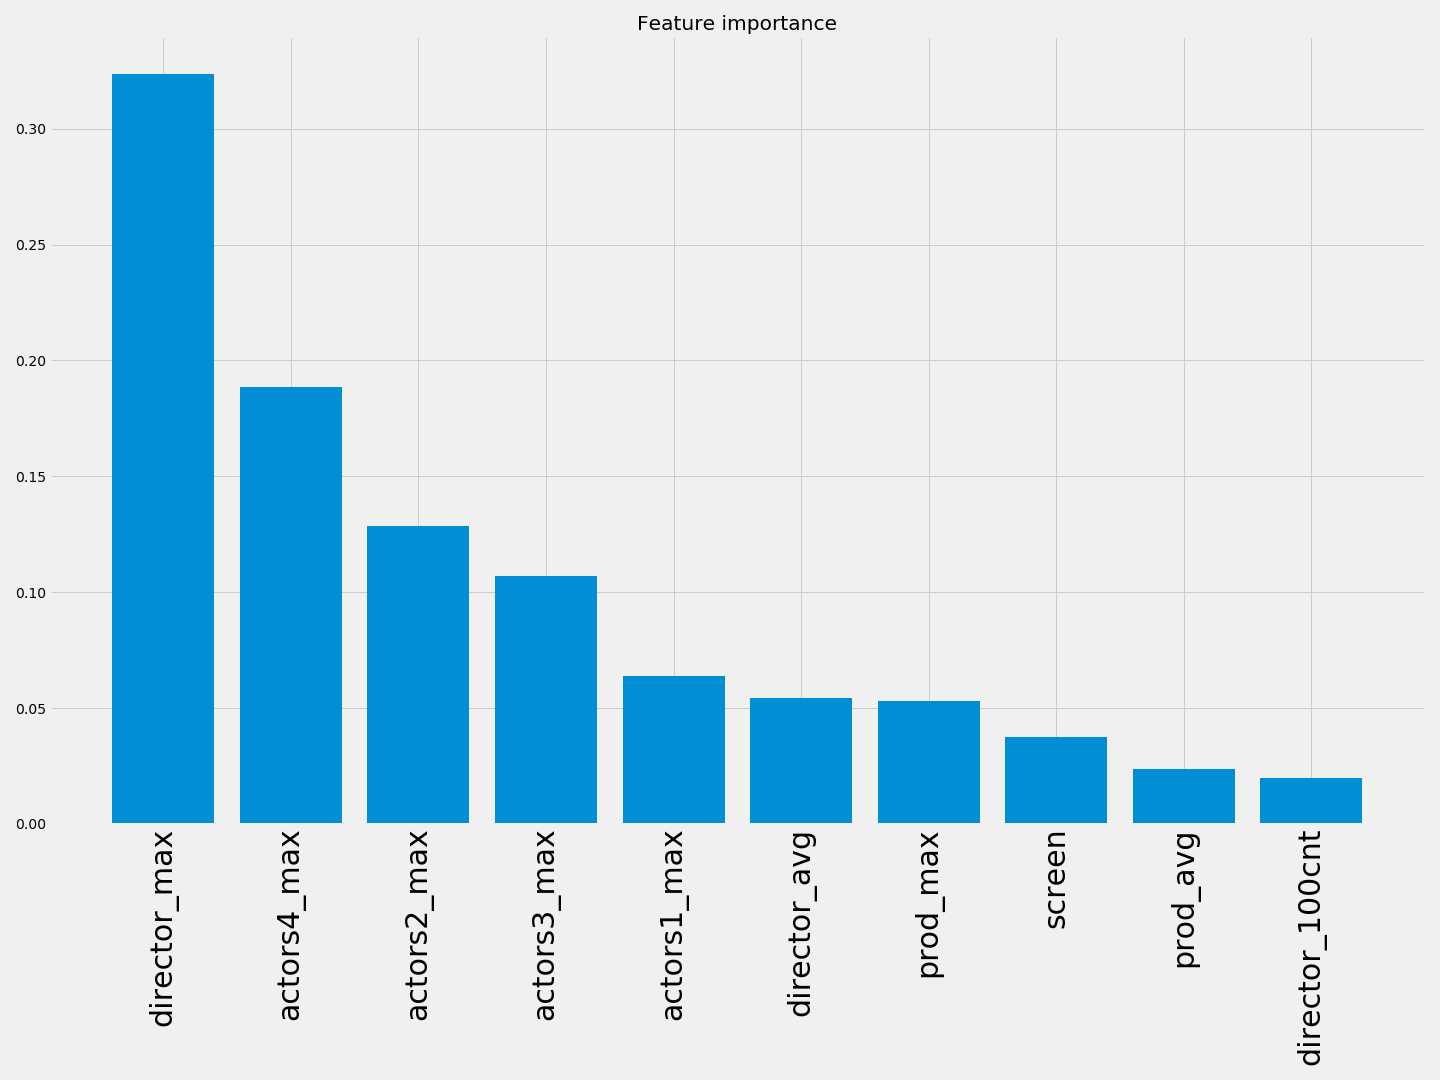 Feature importance
0.30
0.25
0.20
0.15
0.10
0.05
0.00
director_max
actors4_max
actors2_max
actors3_max
actors1_max
director_avg
prod_max
screen
prod_avg
director_100cnt